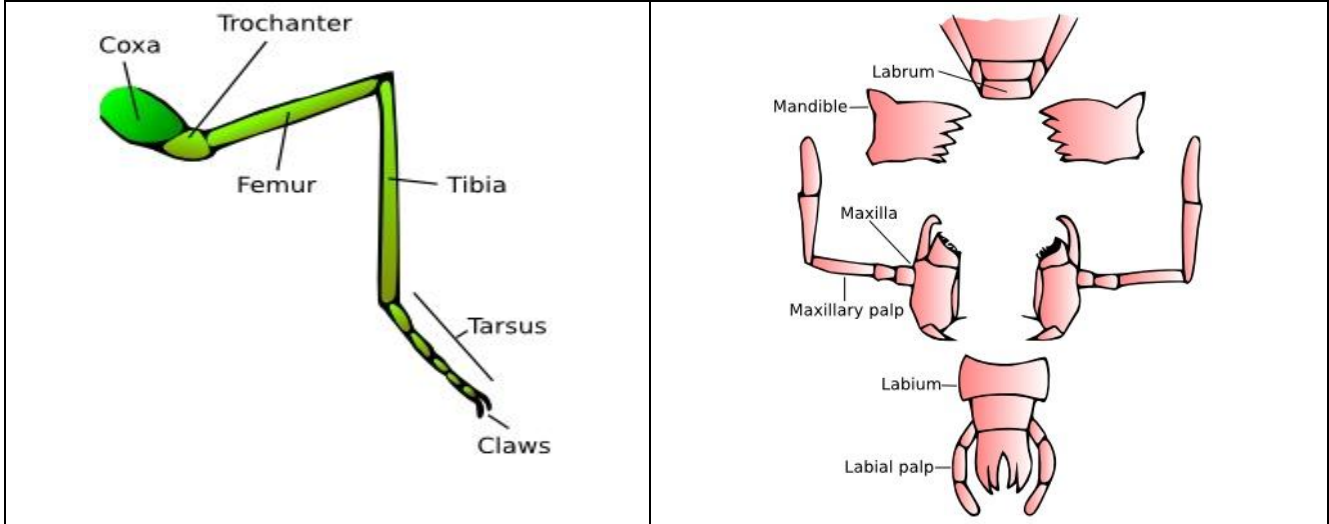 Trochanter
Coxa
Femur
Tibia
Tarsus
Claws
Labrum
Mandible
Maxilla
Maxillary palp
Labium
Labial palp